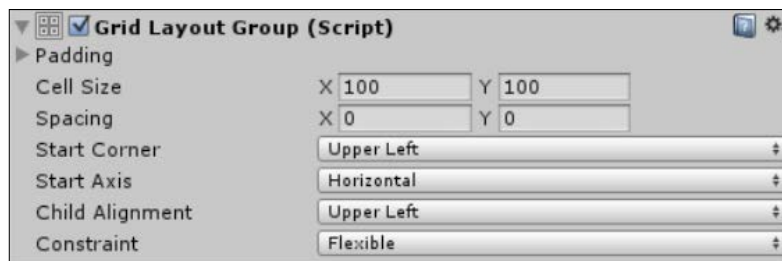 Grid Layout Group (Script)
Padding
Cell Size X 100 Y 100
Spacing X 0 Y 0
Start Corner Upper Left
Start Axis Horizontal
Child Alignment Upper Left
Constraint Flexible